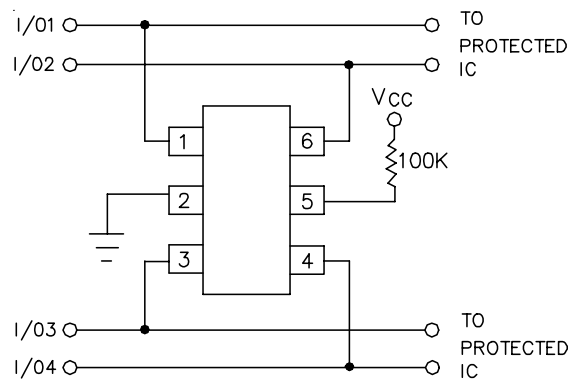 I/01
TO
PROTECTED
IC
I/02
VCC
100K
1
6
2
5
3
4
I/03
TO
PROTECTED
IC
I/04